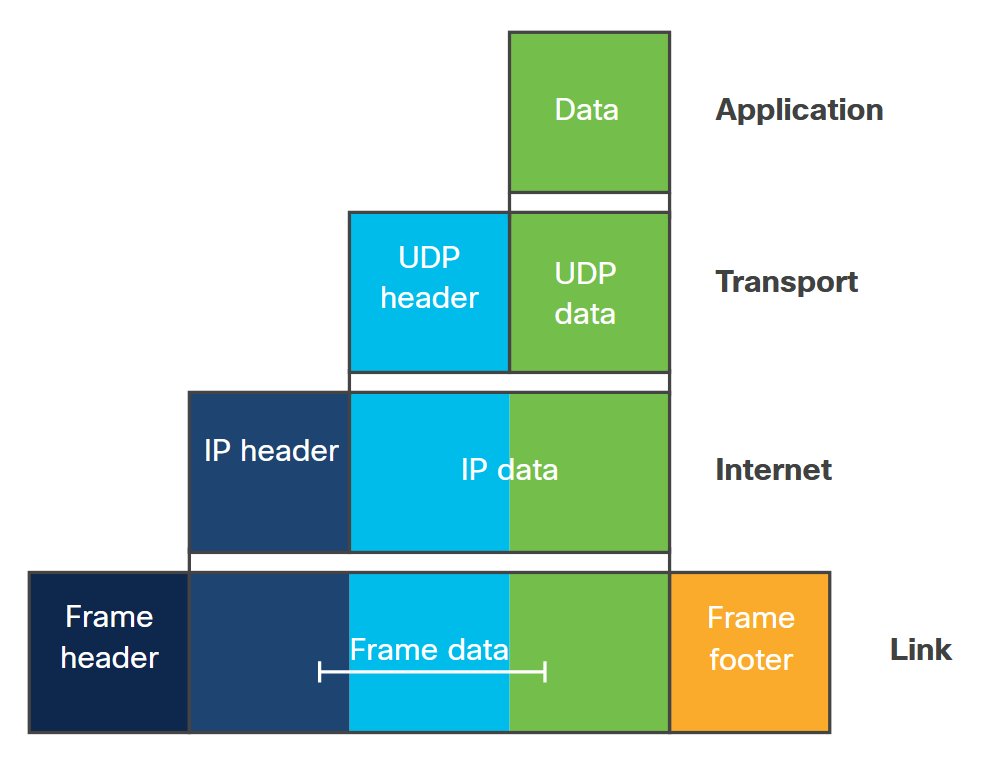 Data
Application
UDP
header
UDP
data
Transport
IP header
IP data
Internet
Frame
header
Frame data
Frame
footer
Link